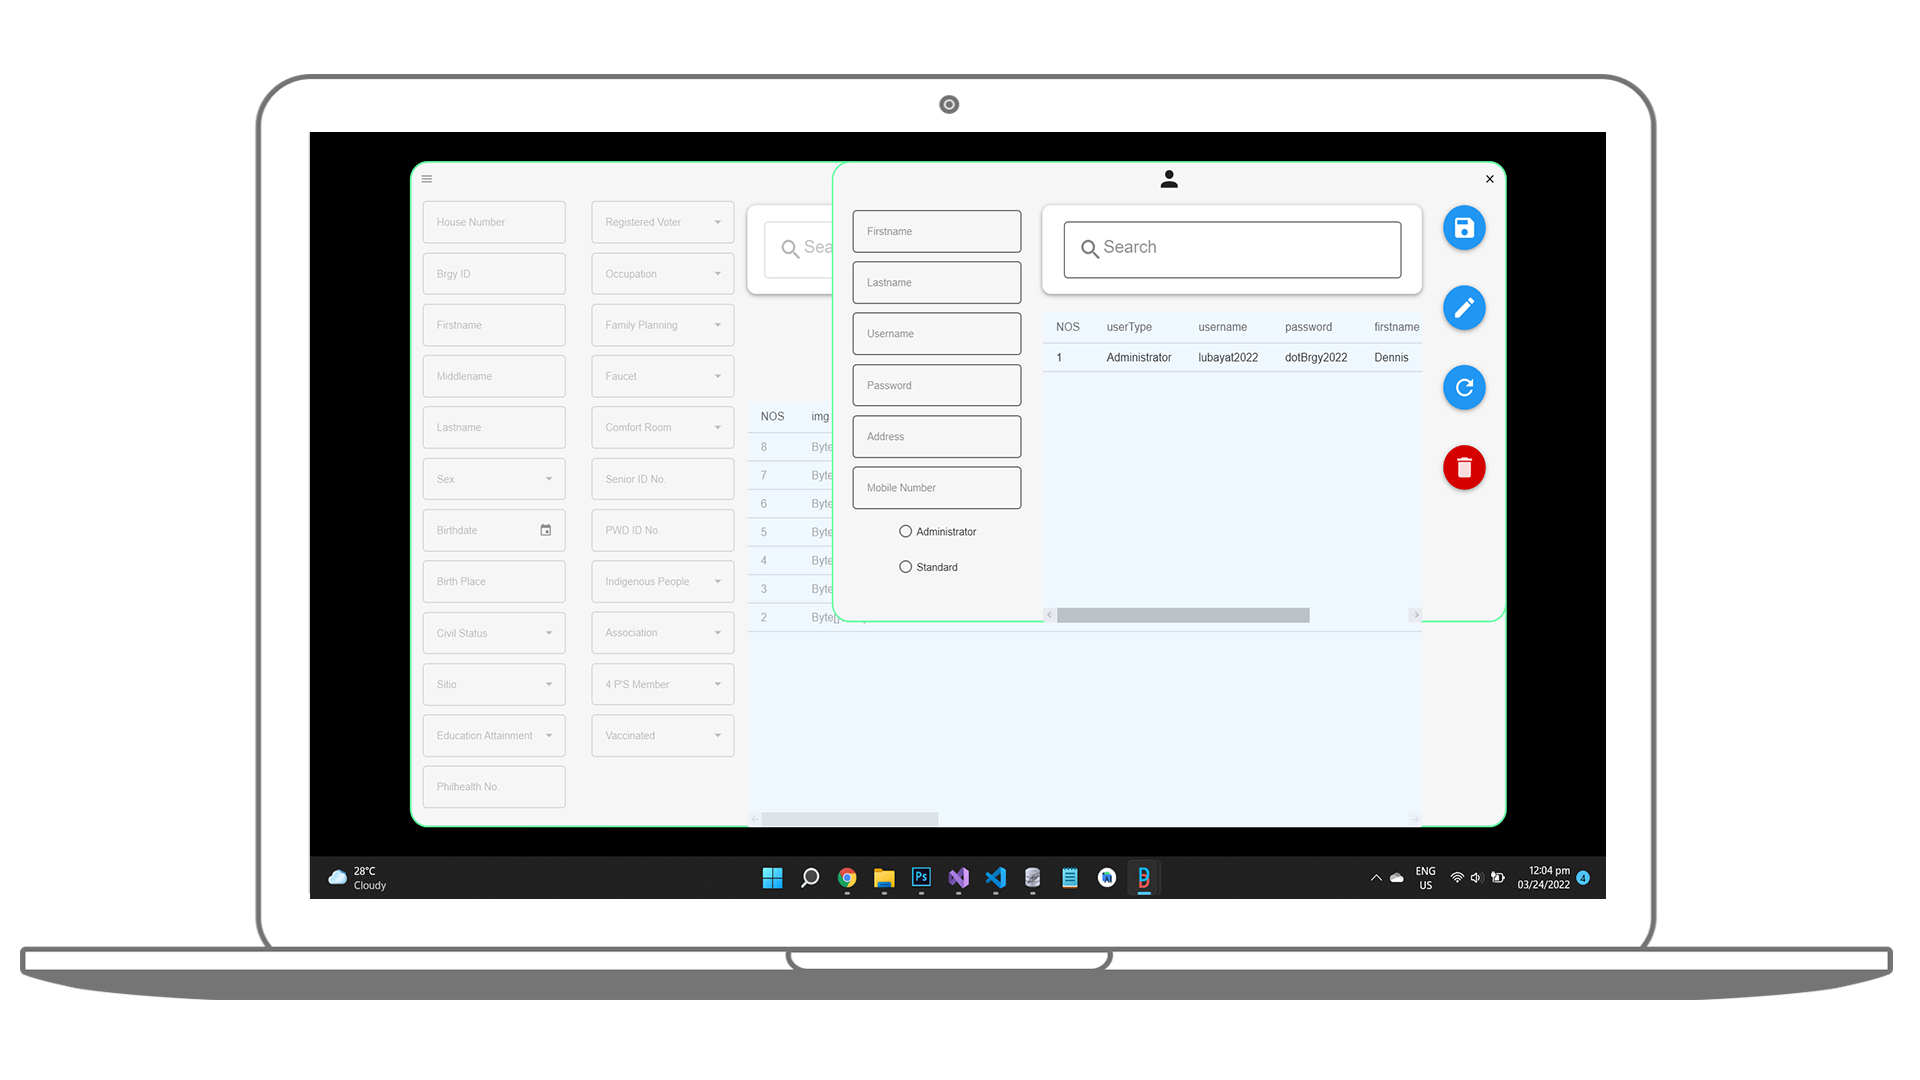 House Number
Brgy ID
Firstname
Middlename
Lastname
Sex
Birthdate
Birth Place
Civil Status
Sitio
Education Attainment
Philhealth No.
Registered Voter
Occupation
Family Planning
Faucet
Comfort Room
Senior ID No.
PWD ID No.
Indigenous People
Association
4 P'S Member
Vaccinated
Sea
NOS img
8 Byte
7 Byte
6 Byte
5 Byte
4 Byte
3 Byte
2 Byte[]
Firstname
Lastname
Username
Password
Address
Mobile Number
Administrator
Standard
Search
NOS userType username password firstname
1 Administrator lubayat2022 dotBrgy2022 Dennis
28°C
Cloudy
Ps
ENG
US
12:04 pm
03/24/2022
4